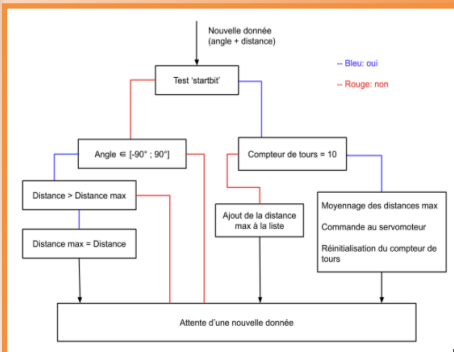 Nouvelle donnée
(angle + distance)
-- Bleu: oui
-- Rouge: non
Test 'startbit'
Angle ∈ [-90° ; 90°]
Compteur de tours = 10
Distance > Distance max
Distance max = Distance
Ajout de la distance
max à la liste
Moyennage des distances max
Commande au servomoteur
Réinitialisation du compteur de
tours
Attente d'une nouvelle donnée